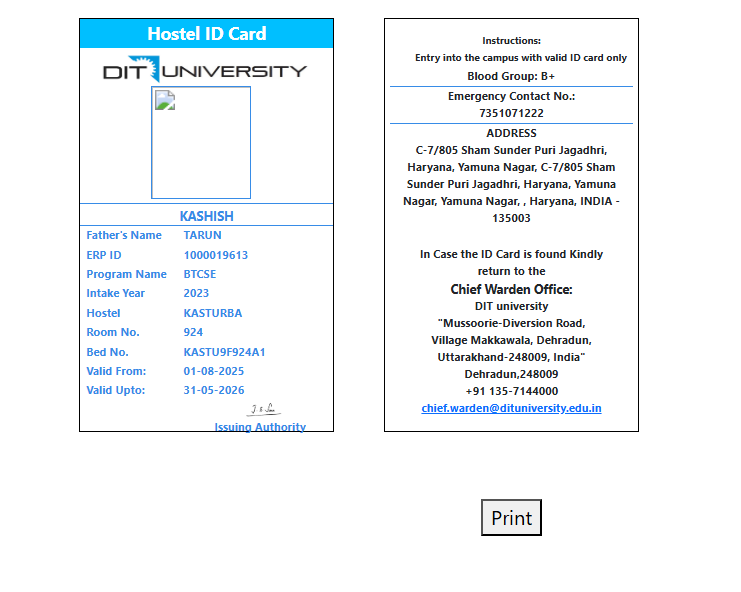 Hostel ID Card
DIT UNIVERSITY
KASHISH
Father's Name TARUN
ERP ID 1000019613
Program Name BTCSE
Intake Year 2023
Hostel KASTURBA
Room No. 924
Bed No. KASTU9F924A1
Valid From: 01-08-2025
Valid Upto: 31-05-2026
Issuing Authority
Instructions:
Entry into the campus with valid ID card only
Blood Group: B+
Emergency Contact No.:
7351071222
ADDRESS
C-7/805 Sham Sunder Puri Jagadhri,
Haryana, Yamuna Nagar, C-7/805 Sham
Sunder Puri Jagadhri, Haryana, Yamuna
Nagar, Yamuna Nagar, , Haryana, INDIA -
135003
In Case the ID Card is found Kindly
return to the
Chief Warden Office:
DIT university
"Mussoorie-Diversion Road,
Village Makkawala, Dehradun,
Uttarakhand-248009, India"
Dehradun,248009
+91 135-7144000
chief.warden@dituniversity.edu.in
Print